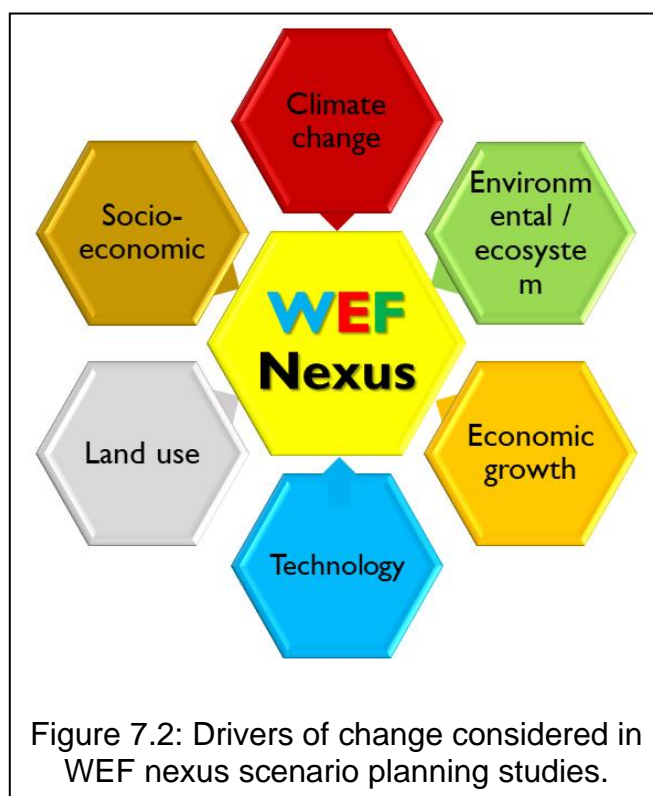 Climate
change
Environm
ental /
ecosyste
m
Socio-
economic
WEF
Nexus
Land use
Economic
growth
Technology
Figure 7.2: Drivers of change considered in
WEF nexus scenario planning studies.